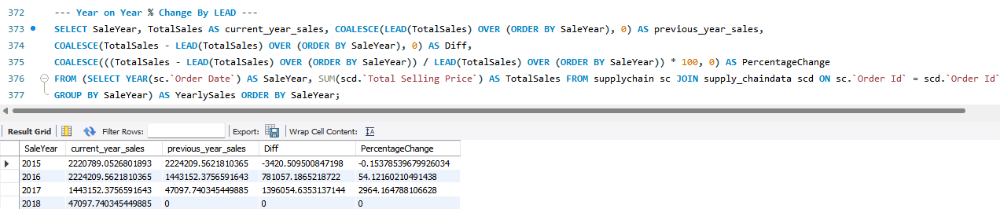 372 --- Year on Year % Change By LEAD ---
373 SELECT SaleYear, TotalSales AS current_year_sales, COALESCE(LEAD(TotalSales) OVER (ORDER BY SaleYear), 0) AS previous_year_sales,
374 COALESCE(TotalSales - LEAD(TotalSales) OVER (ORDER BY SaleYear), 0) AS Diff,
375 COALESCE(((TotalSales - LEAD(TotalSales) OVER (ORDER BY SaleYear)) / LEAD(TotalSales) OVER (ORDER BY SaleYear)) * 100, 0) AS PercentageChange
376 FROM (SELECT YEAR(sc.`Order Date`) AS SaleYear, SUM(scd.`Total Selling Price`) AS TotalSales FROM supplychain sc JOIN supply_chaindata scd ON sc.`Order Id` = scd.`Order Id`
377 GROUP BY SaleYear) AS YearlySales ORDER BY SaleYear;
Result Grid Filter Rows: Export: Wrap Cell Content:
SaleYear current_year_sales previous_year_sales Diff PercentageChange
2015 2220789.0526801893 2224209.5621810365 -3420.509500847198 -0.15378539679926034
2016 2224209.5621810365 1443152.3756591643 781057.1865218722 54.12160210491438
2017 1443152.3756591643 47097.740345449885 1396054.6353137144 2964.164788106628
2018 47097.740345449885 0 0 0